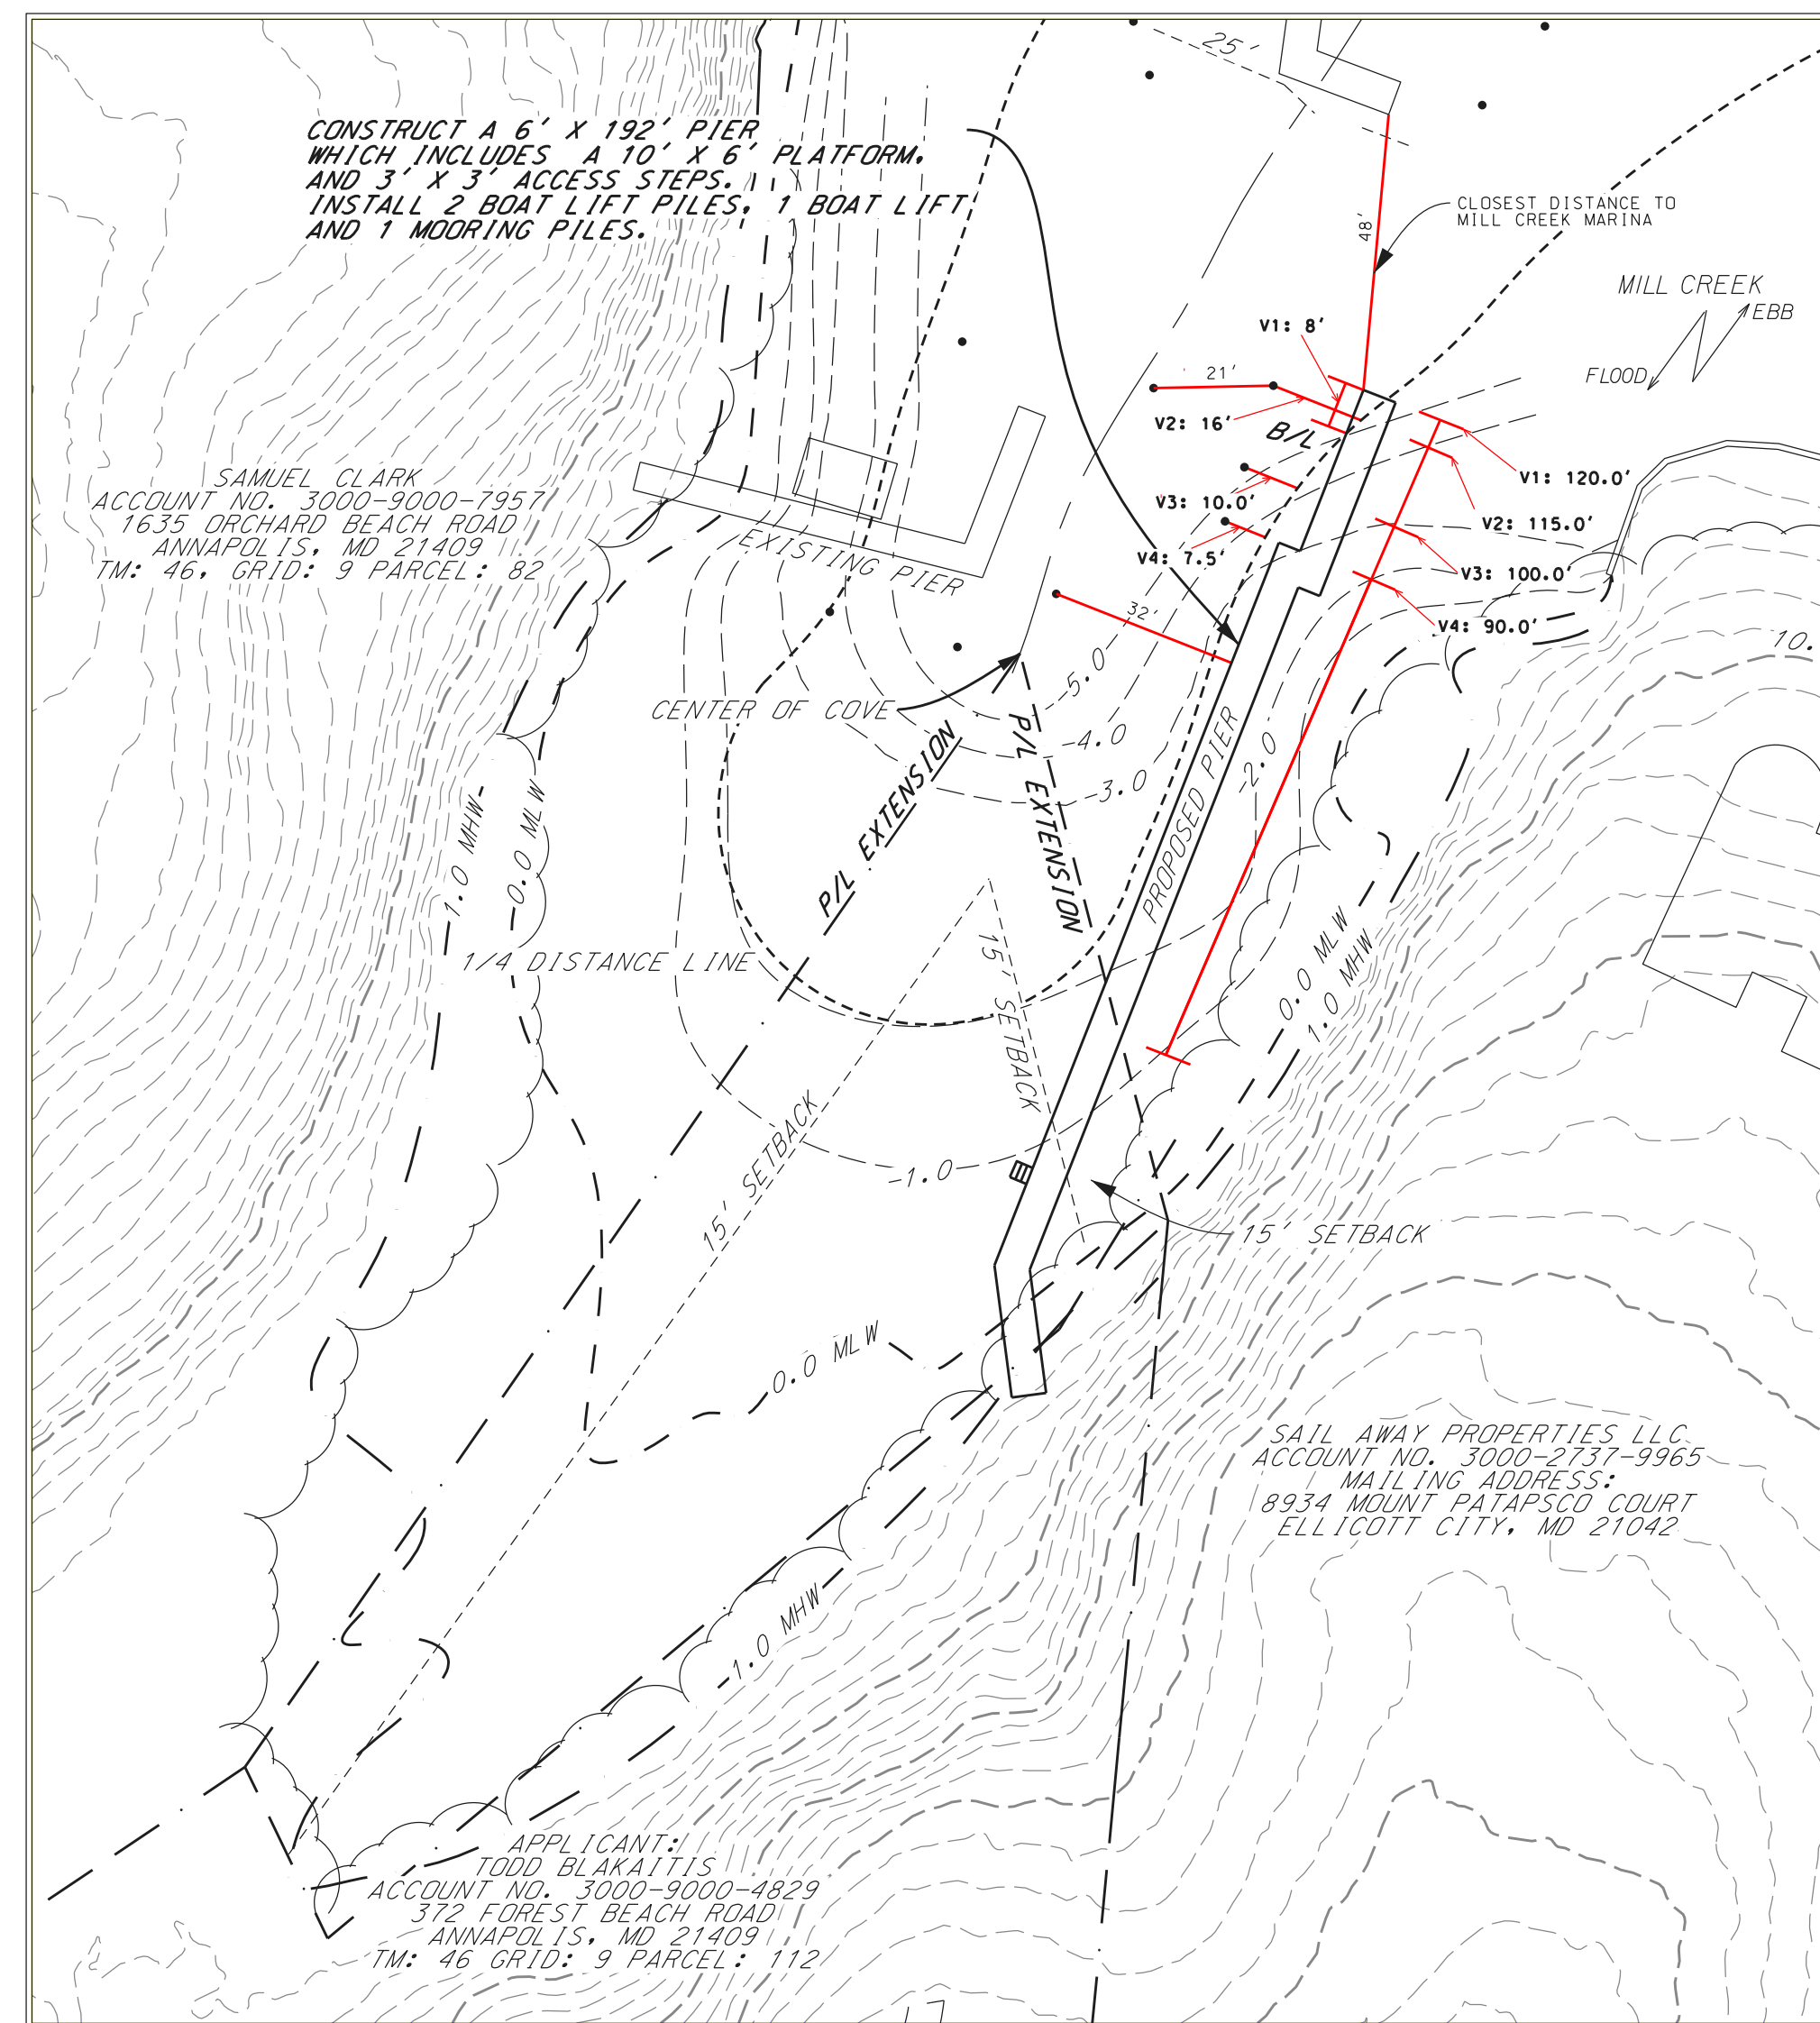 25'
CONSTRUCT A 6' X 192' PIER
WHICH INCLUDES A 10' X 6' PLATFORM,
AND 3' X 3' ACCESS STEPS.
INSTALL 2 BOAT LIFT PILES, 1 BOAT LIFT
AND 1 MOORING PILES.
CLOSEST DISTANCE TO
MILL CREEK MARINA
48'
MILL CREEK
EBB
FLOOD
V1: 8'
21'
V2: 16'
B/L
V3: 10.0'
V4: 7.5'
V1: 120.0'
V2: 115.0'
V3: 100.0'
V4: 90.0'
SAMUEL CLARK
ACCOUNT NO. 3000-9000-7957
1635 ORCHARD BEACH ROAD
ANNAPOLIS, MD 21409
TM: 46, GRID: 9 PARCEL: 82
EXISTING PIER
32'
10.
-5.0
CENTER OF COVE
-4.0
-3.0
-2.0
P/L EXTENSION
P/L EXTENSION
PROPOSED PIER
1.0 MHW
0.0 MLW
1/4 DISTANCE LINE
15' SETBACK
0.0 MLW
1.0 MHW
15' SETBACK
-1.0
15' SETBACK
0.0 MLW
SAIL AWAY PROPERTIES LLC
ACCOUNT NO. 3000-2737-9965
MAILING ADDRESS:
8934 MOUNT PATAPSCO COURT
ELLICOTT CITY, MD 21042
1.0 MHW
APPLICANT:
TODD BLAKAITIS
ACCOUNT NO. 3000-9000-4829
372 FOREST BEACH ROAD
ANNAPOLIS, MD 21409
TM: 46 GRID: 9 PARCEL: 112